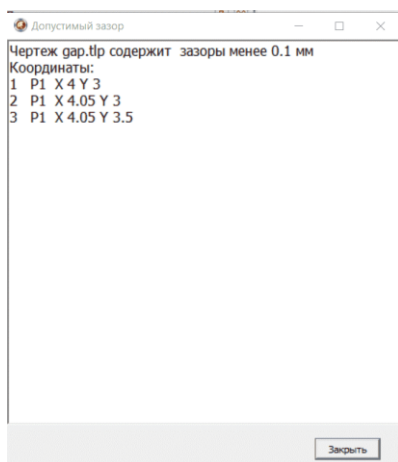 Допустимый зазор
Чертеж gap.tlp содержит зазоры менее 0.1 мм
Координаты:
1 P1 X 4 Y 3
2 P1 X 4.05 Y 3
3 P1 X 4.05 Y 3.5
Закрыть